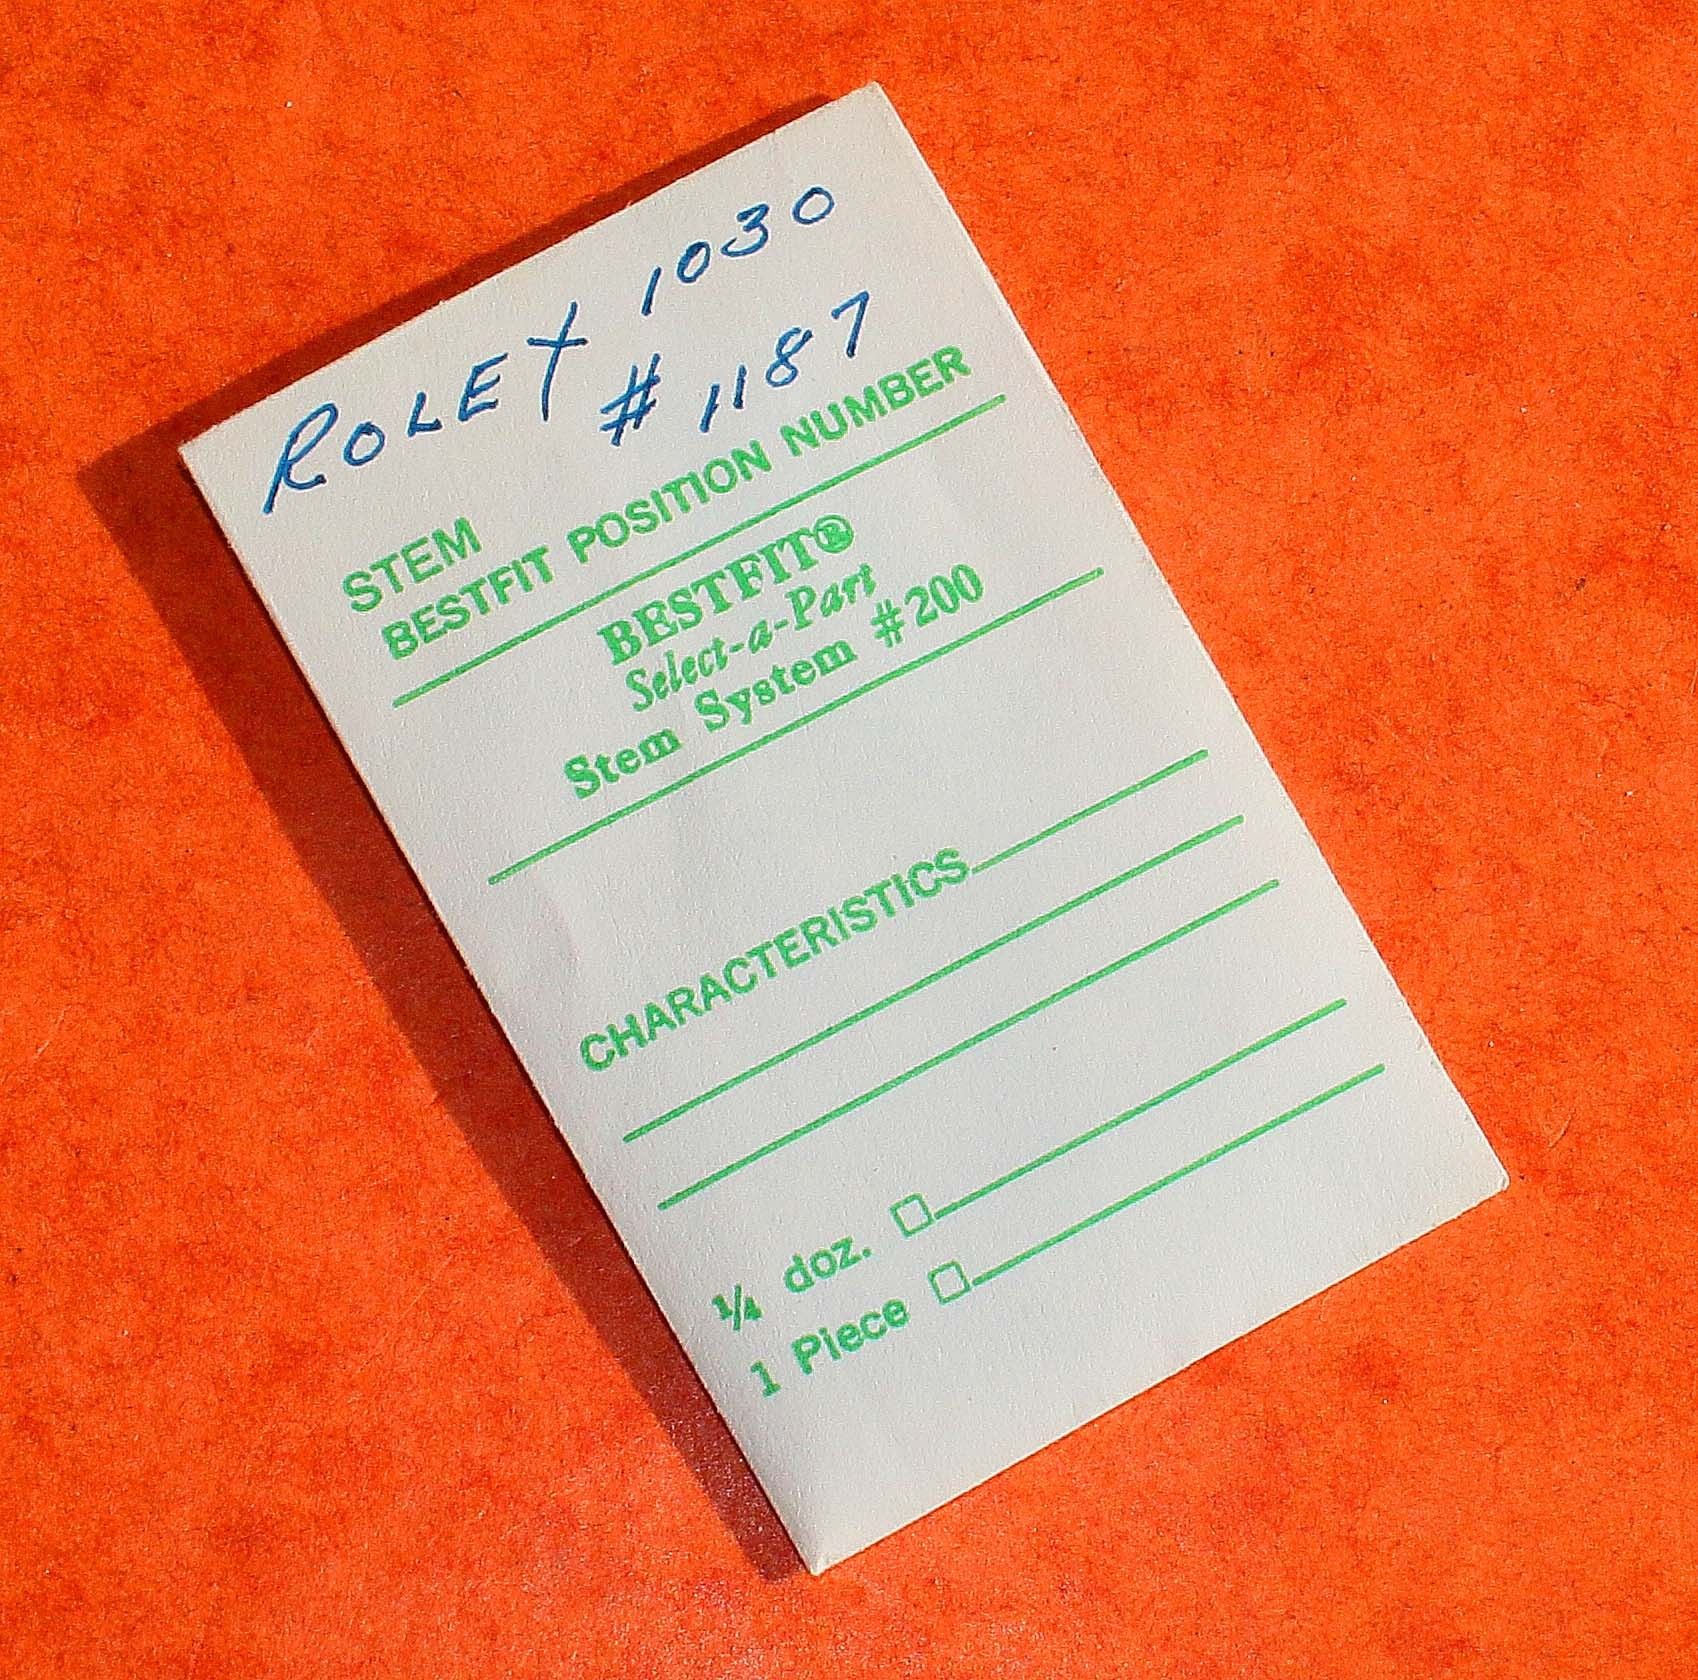 ROLEX 1030
# 1187
STEM
BESTFIT POSITION NUMBER
BESTFIT®
Select-a-Part
Stem System #200
CHARACTERISTICS
¼ doz.
1 Piece